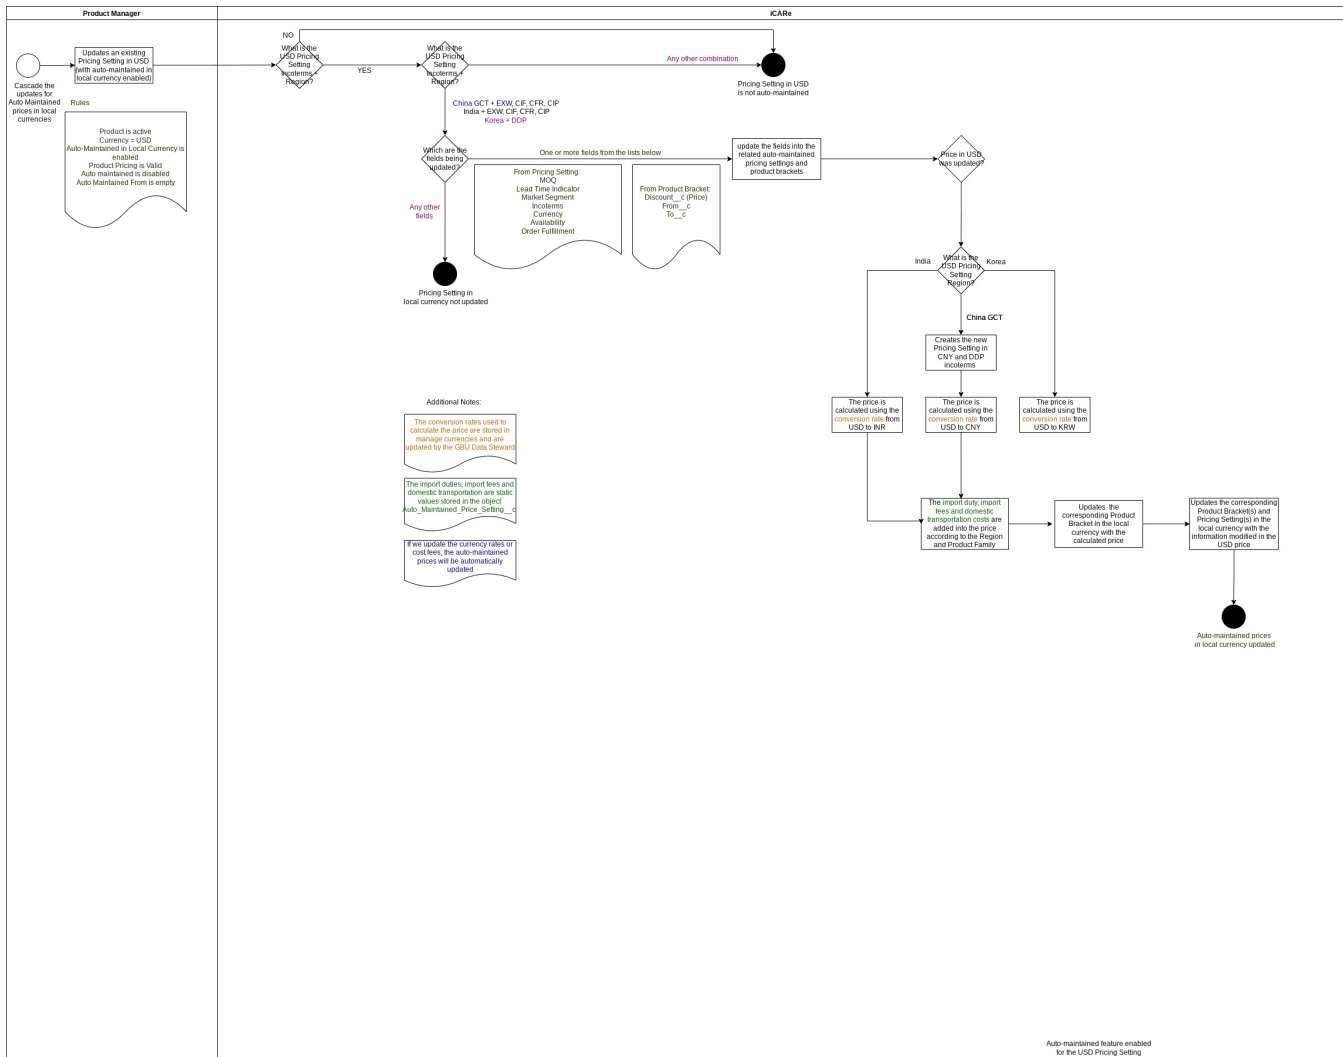 Product Manager
iCARe
Cascade the
updates for
Auto Maintained
prices in local
currencies
Updates an existing
Pricing Setting in USD
(with auto-maintained in
local currency enabled)
Rules
Product is active
Currency = USD
Auto-Maintained in Local Currency is
enabled
Product Pricing is Valid
Auto maintained is disabled
Auto Maintained From is empty
NO
What is the
USD Pricing
Setting
Incoterms +
Region?
YES
What is the
USD Pricing
Setting
Incoterms +
Region?
Any other combination
Pricing Setting in USD
is not auto-maintained
China GCT + EXW, CIF, CFR, CIP
India + EXW, CIF, CFR, CIP
Korea + DDP
Which are the
fields being
updated?
One or more fields from the lists below
From Pricing Setting:
MOQ
Lead Time Indicator
Market Segment
Incoterms
Currency
Availability
Order Fulfillment
From Product Bracket:
Discount__c (Price)
From__c
To__c
Any other
fields
Pricing Setting in
local currency not updated
update the fields into the
related auto-maintained
pricing settings and
product brackets
Price in USD
was updated?
What is the
USD Pricing
Setting
Region?
India
Korea
China GCT
Creates the new
Pricing Setting in
CNY and DDP
incoterms
The price is
calculated using the
conversion rate from
USD to INR
The price is
calculated using the
conversion rate from
USD to CNY
The price is
calculated using the
conversion rate from
USD to KRW
The import duty, import
fees and domestic
transportation costs are
added into the price
according to the Region
and Product Family
Updates the
corresponding Product
Bracket in the local
currency with the
calculated price
Updates the corresponding
Product Bracket(s) and
Pricing Setting(s) in the
local currency with the
information modified in the
USD price
Auto-maintained prices
in local currency updated
Additional Notes:
The conversion rates used to
calculate the price are stored in
manage currencies and are
updated by the GBU Data Steward
The import duties, import fees and
domestic transportation are static
values stored in the object
Auto_Maintained_Price_Setting__c
If we update the currency rates or
cost fees, the auto-maintained
prices will be automatically
updated
Auto-maintained feature enabled
for the USD Pricing Setting